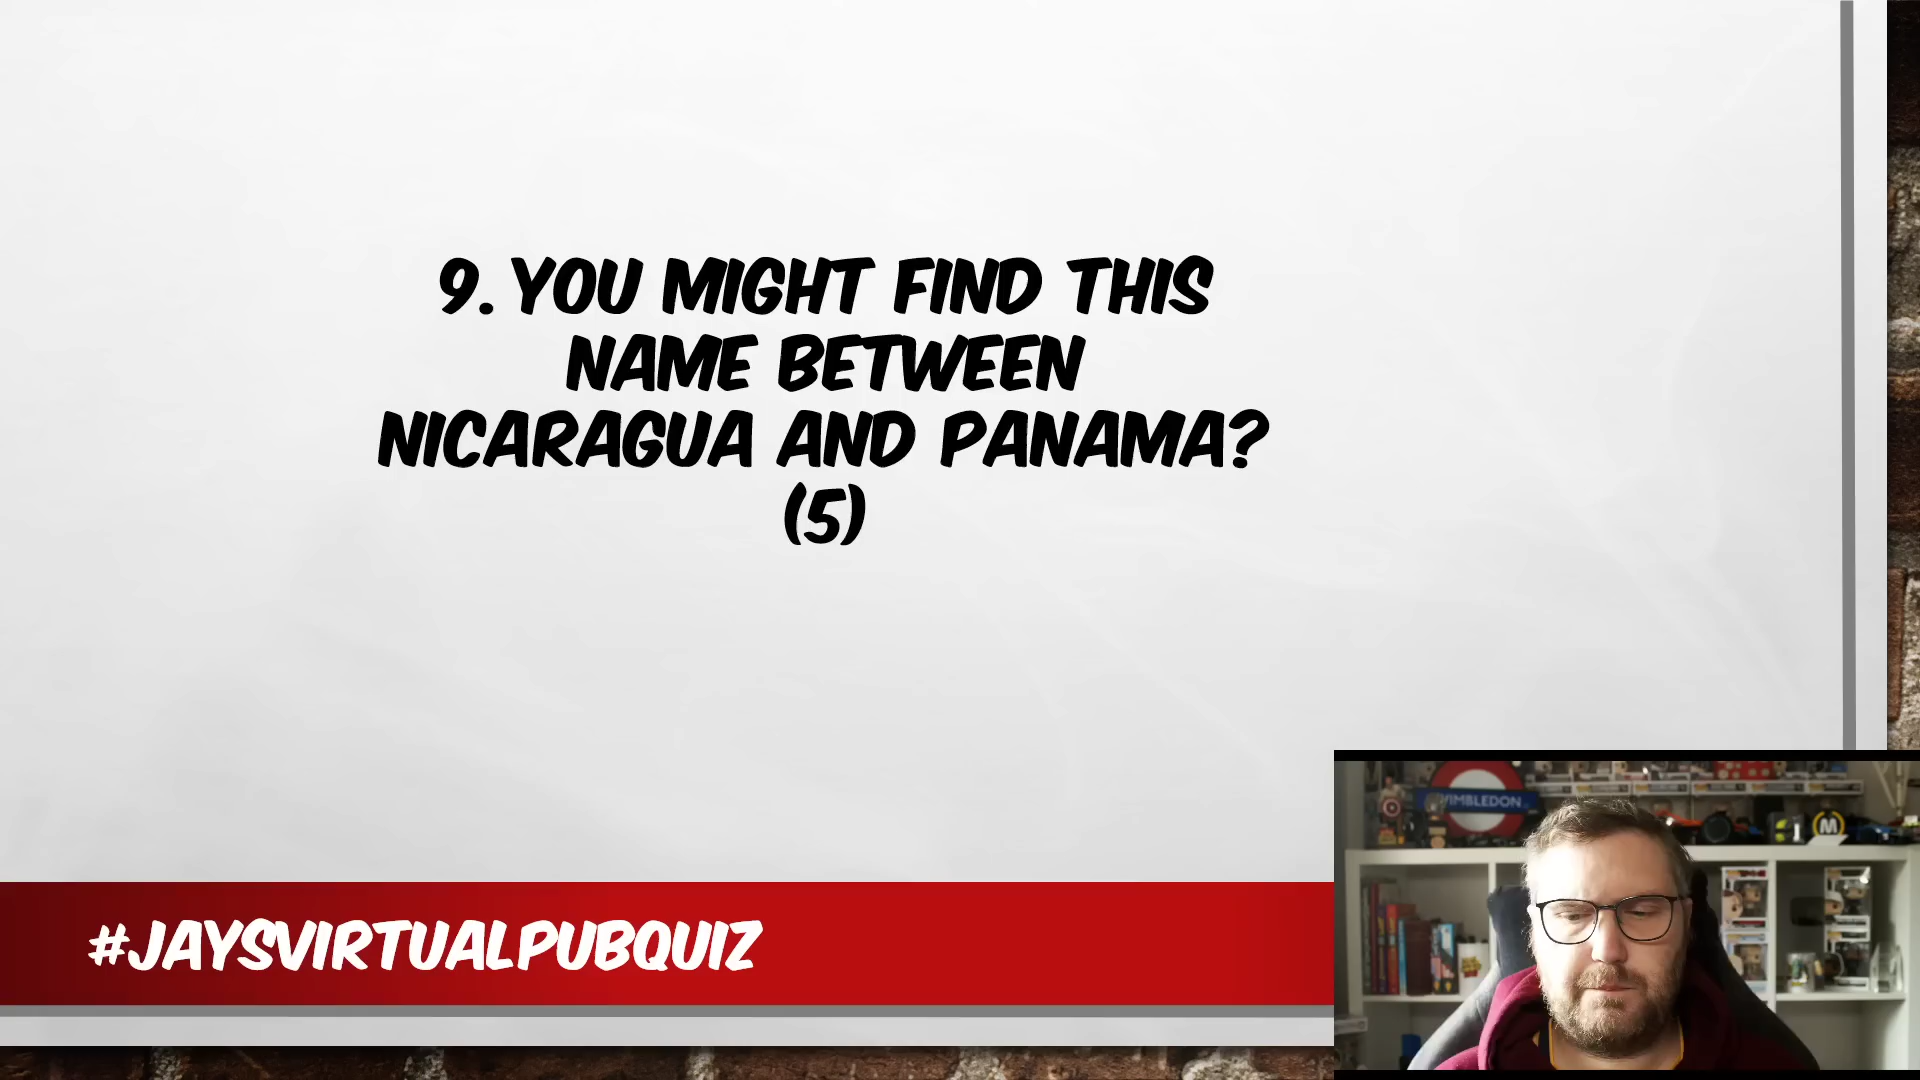 9. YOU MIGHT FIND THIS
NAME BETWEEN
NICARAGUA AND PANAMA?
(5)
#JAYSVIRTUALPUBQUIZ
WIMBLEDON
M